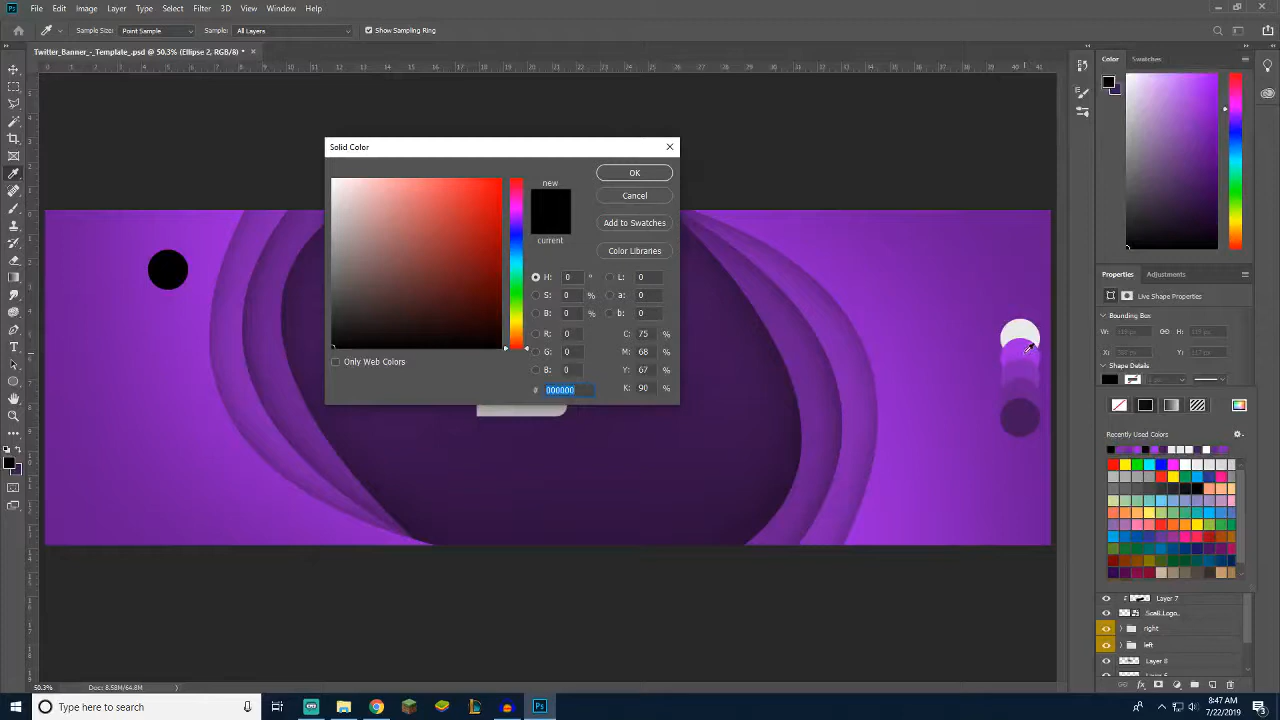 Ps File Edit Image Layer Type Select Filter 3D View Window Help
Sample Size: Point Sample Sample: All Layers Show Sampling Ring
Twitter_Banner_-_Template_.psd @ 50.3% (Ellipse 2, RGB/8) *
Color Swatches
Solid Color
new
current
OK
Cancel
Add to Swatches
Color Libraries
H: 0 °
S: 0 %
B: 0 %
R: 0
G: 0
B: 0
L: 0
a: 0
b: 0
C: 75 %
M: 68 %
Y: 67 %
K: 90 %
# 000000
Only Web Colors
Properties Adjustments
Live Shape Properties
Bounding Box
W: H:
X: Y:
Shape Details
Recently Used Colors
Layer 7
right
left
Layer 8
50.3% Doc: 8.58M/64.8M
Type here to search
Ps
8:47 AM
7/22/2019